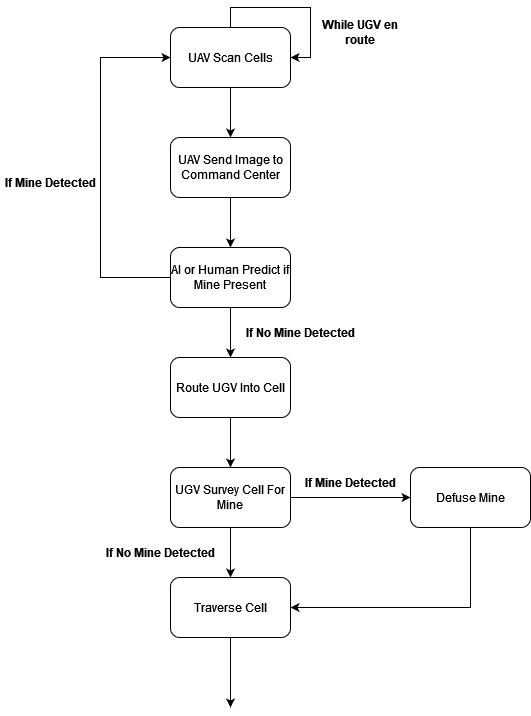 While UGV en
route
UAV Scan Cells
UAV Send Image to
Command Center
If Mine Detected
AI or Human Predict if
Mine Present
If No Mine Detected
Route UGV Into Cell
UGV Survey Cell For
Mine
If Mine Detected
Defuse Mine
If No Mine Detected
Traverse Cell